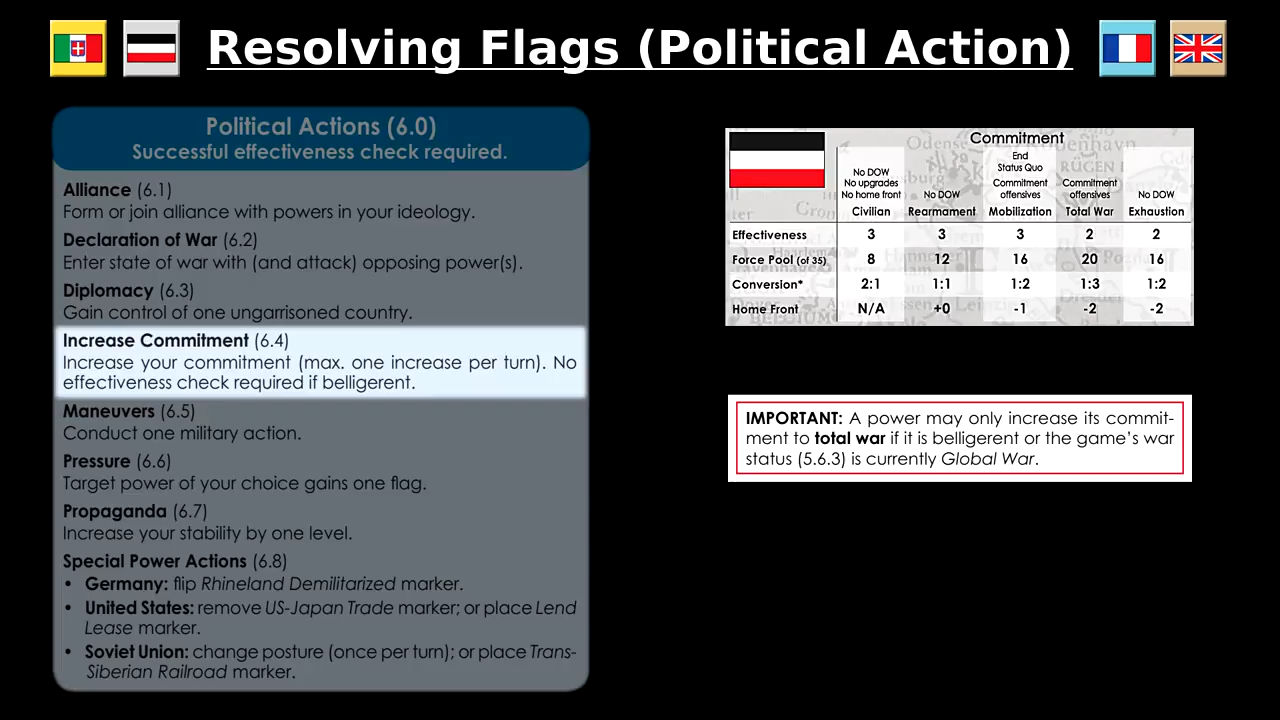 Resolving Flags (Political Action)
Political Actions (6.0)
Successful effectiveness check required.
Alliance (6.1)
Form or join alliance with powers in your ideology.
Declaration of War (6.2)
Enter state of war with (and attack) opposing power(s).
Diplomacy (6.3)
Gain control of one ungarrisoned country.
Increase Commitment (6.4)
Increase your commitment (max. one increase per turn). No
effectiveness check required if belligerent.
Maneuvers (6.5)
Conduct one military action.
Pressure (6.6)
Target power of your choice gains one flag.
Propaganda (6.7)
Increase your stability by one level.
Special Power Actions (6.8)
• Germany: flip Rhineland Demilitarized marker.
• United States: remove US-Japan Trade marker; or place Lend
Lease marker.
• Soviet Union: change posture (once per turn); or place Trans-
Siberian Railroad marker.
Commitment
No DOW
No upgrades
No home front
Civilian
No DOW
Rearmament
End
Status Quo
Commitment
offensives
Mobilization
Commitment
offensives
Total War
No DOW
Exhaustion
Effectiveness 3 3 3 2 2
Force Pool (of 35) 8 12 16 20 16
Conversion* 2:1 1:1 1:2 1:3 1:2
Home Front N/A +0 -1 -2 -2
IMPORTANT: A power may only increase its commit-
ment to total war if it is belligerent or the game's war
status (5.6.3) is currently Global War.